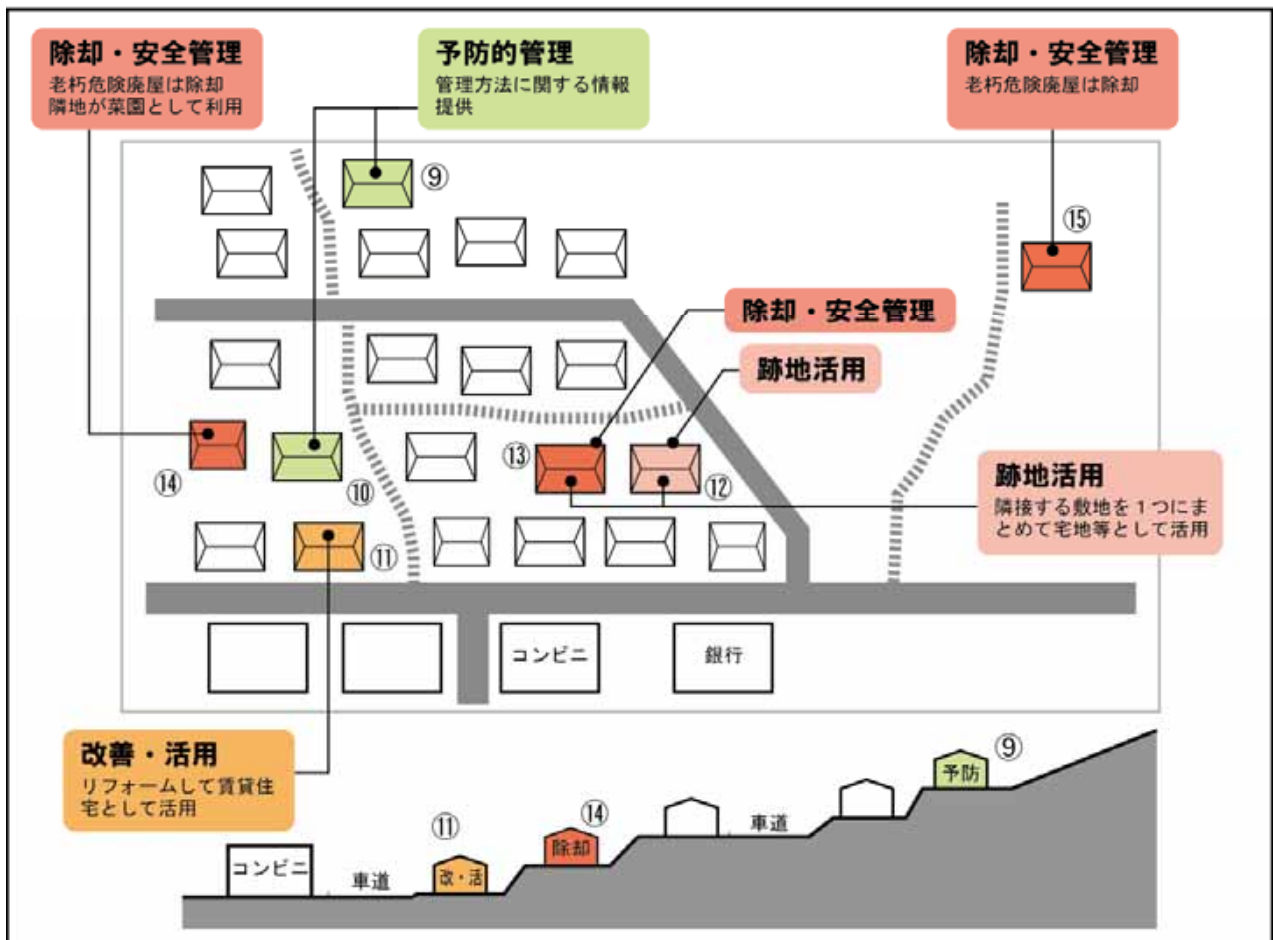 除却・安全管理
老朽危険廃屋は除却
隣地が菜園として利用
予防的管理
管理方法に関する情報
提供
除却・安全管理
老朽危険廃屋は除却
⑨
⑮
除却・安全管理
跡地活用
⑭
⑩
⑬
⑫
跡地活用
隣接する敷地を1つにま
とめて宅地等として活用
⑪
コンビニ
銀行
改善・活用
リフォームして賃貸住
宅として活用
⑨
予防
⑪
⑭
車道
除却
コンビニ
車道
改・活